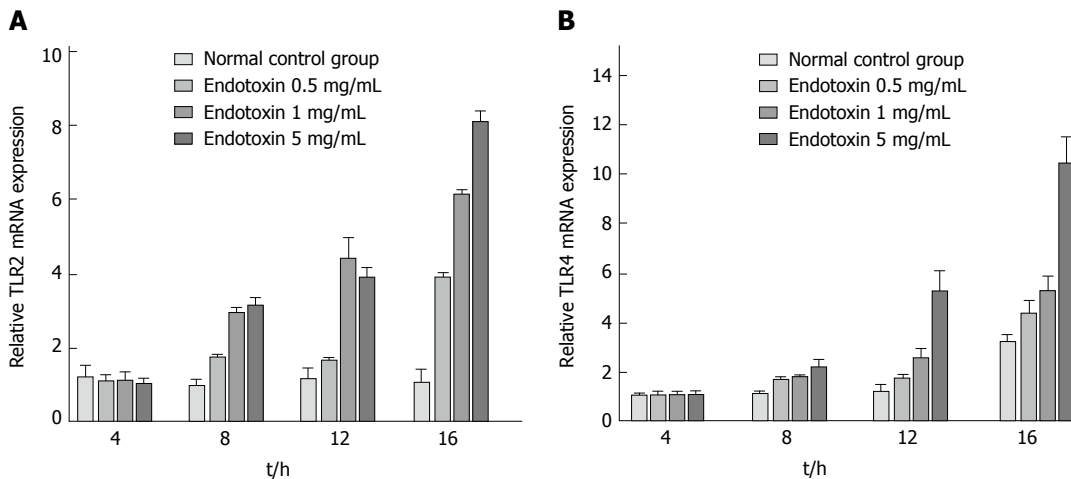 A
Relative TLR2 mRNA expression
10
8
6
4
2
0
Normal control group
Endotoxin 0.5 mg/mL
Endotoxin 1 mg/mL
Endotoxin 5 mg/mL
4 8 12 16
t/h
B
Relative TLR4 mRNA expression
14
12
10
8
6
4
2
0
Normal control group
Endotoxin 0.5 mg/mL
Endotoxin 1 mg/mL
Endotoxin 5 mg/mL
4 8 12 16
t/h